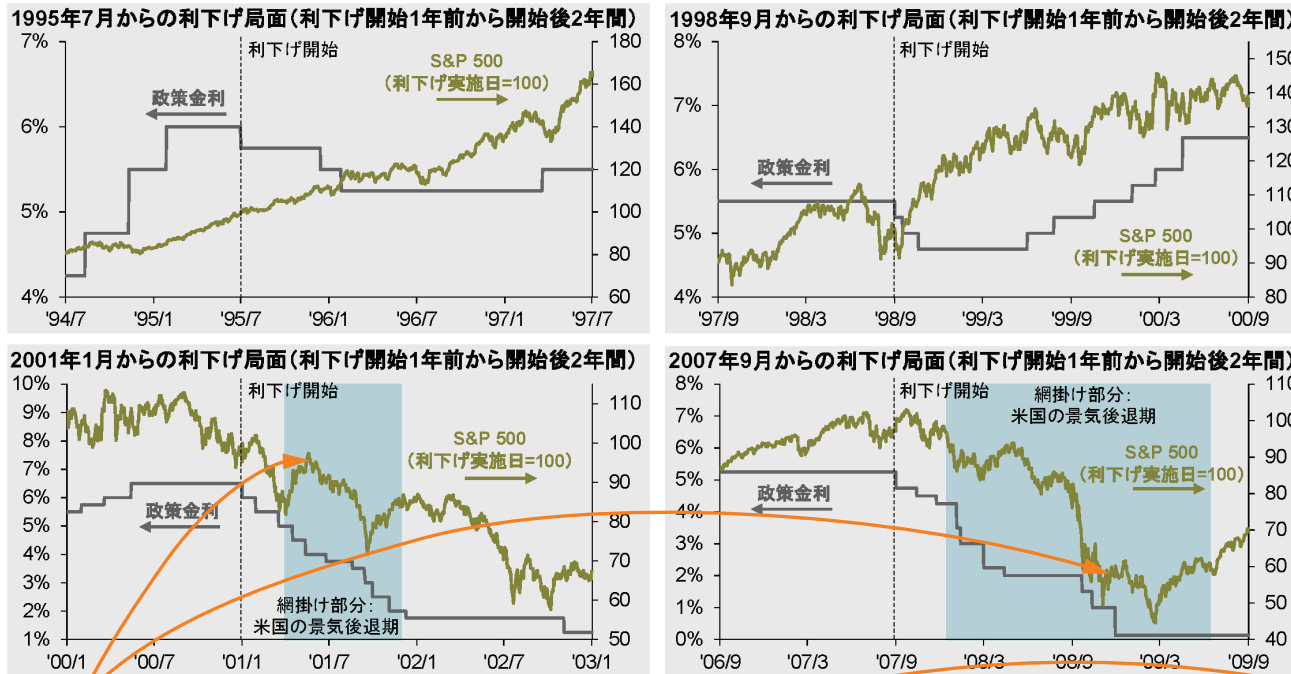 1995年7月からの利下げ局面（利下げ開始1年前から開始後2年間）
7%
6%
5%
4%
180
160
140
120
100
80
60
利下げ開始
S&P 500
（利下げ実施日=100）
政策金利
'94/7 '95/1 '95/7 '96/1 '96/7 '97/1 '97/7
1998年9月からの利下げ局面（利下げ開始1年前から開始後2年間）
8%
7%
6%
5%
4%
150
140
130
120
110
100
90
80
利下げ開始
政策金利
S&P 500
（利下げ実施日=100）
'97/9 '98/3 '98/9 '99/3 '99/9 '00/3 '00/9
2001年1月からの利下げ局面（利下げ開始1年前から開始後2年間）
10%
9%
8%
7%
6%
5%
4%
3%
2%
1%
110
100
90
80
70
60
50
利下げ開始
S&P 500
（利下げ実施日=100）
政策金利
網掛け部分：
米国の景気後退期
'00/1 '00/7 '01/1 '01/7 '02/1 '02/7 '03/1
2007年9月からの利下げ局面（利下げ開始1年前から開始後2年間）
8%
7%
6%
5%
4%
3%
2%
1%
0%
110
100
90
80
70
60
50
40
利下げ開始
網掛け部分：
米国の景気後退期
S&P 500
（利下げ実施日=100）
政策金利
'06/9 '07/3 '07/9 '08/3 '08/9 '09/3 '09/9